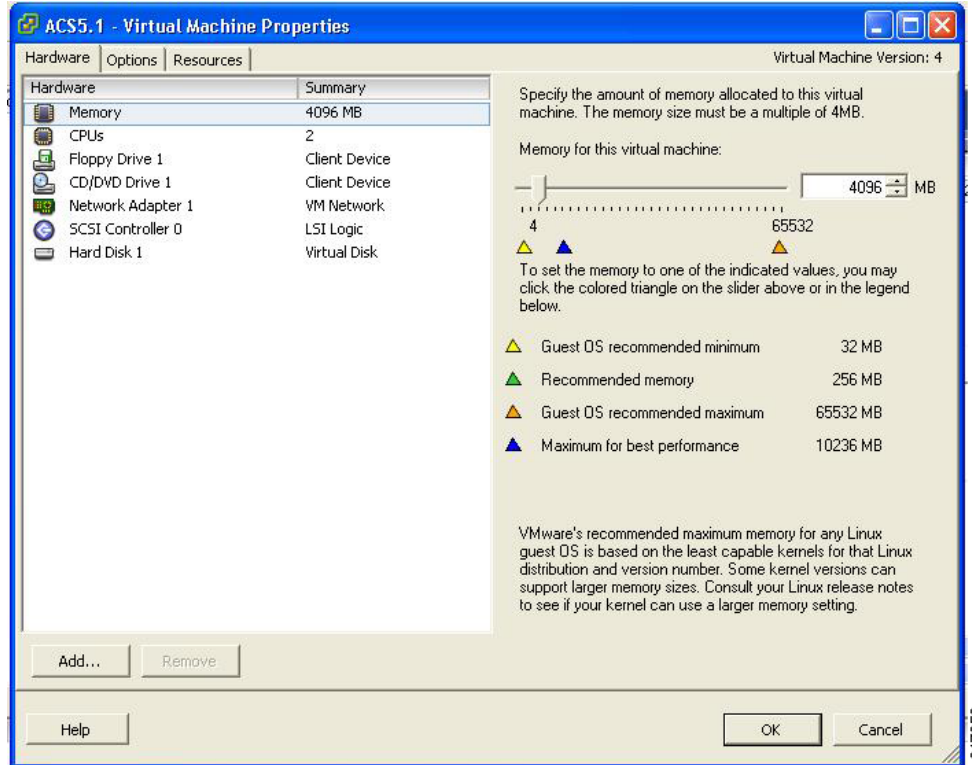 ACS5.1 - Virtual Machine Properties
Hardware Options Resources Virtual Machine Version: 4
Hardware Summary
Memory 4096 MB
CPUs 2
Floppy Drive 1 Client Device
CD/DVD Drive 1 Client Device
Network Adapter 1 VM Network
SCSI Controller 0 LSI Logic
Hard Disk 1 Virtual Disk
Specify the amount of memory allocated to this virtual
machine. The memory size must be a multiple of 4MB.
Memory for this virtual machine:
4096 MB
4 65532
To set the memory to one of the indicated values, you may
click the colored triangle on the slider above or in the legend
below.
Guest OS recommended minimum 32 MB
Recommended memory 256 MB
Guest OS recommended maximum 65532 MB
Maximum for best performance 10236 MB
VMware's recommended maximum memory for any Linux
guest OS is based on the least capable kernels for that Linux
distribution and version number. Some kernel versions can
support larger memory sizes. Consult your Linux release notes
to see if your kernel can use a larger memory setting.
Add... Remove
Help OK Cancel